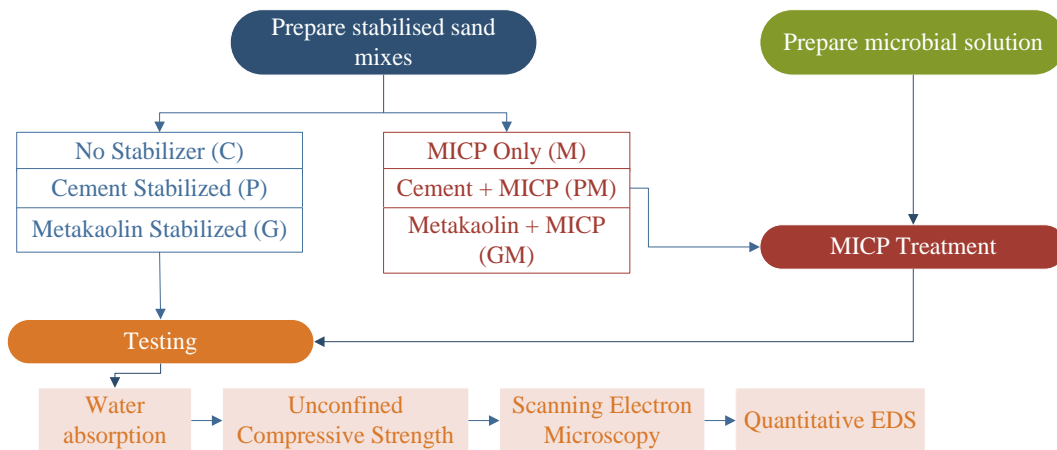 Prepare stabilised sand
mixes
Prepare microbial solution
No Stabilizer (C)
Cement Stabilized (P)
Metakaolin Stabilized (G)
MICP Only (M)
Cement + MICP (PM)
Metakaolin + MICP
(GM)
MICP Treatment
Testing
Water
absorption
Unconfined
Compressive Strength
Scanning Electron
Microscopy
Quantitative EDS